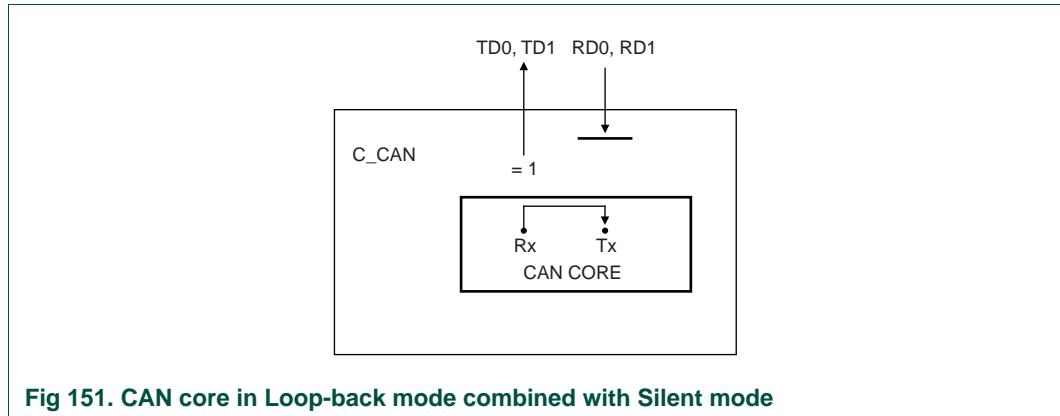 TD0, TD1 RD0, RD1
C_CAN
= 1
Rx Tx
CAN CORE
Fig 151. CAN core in Loop-back mode combined with Silent mode